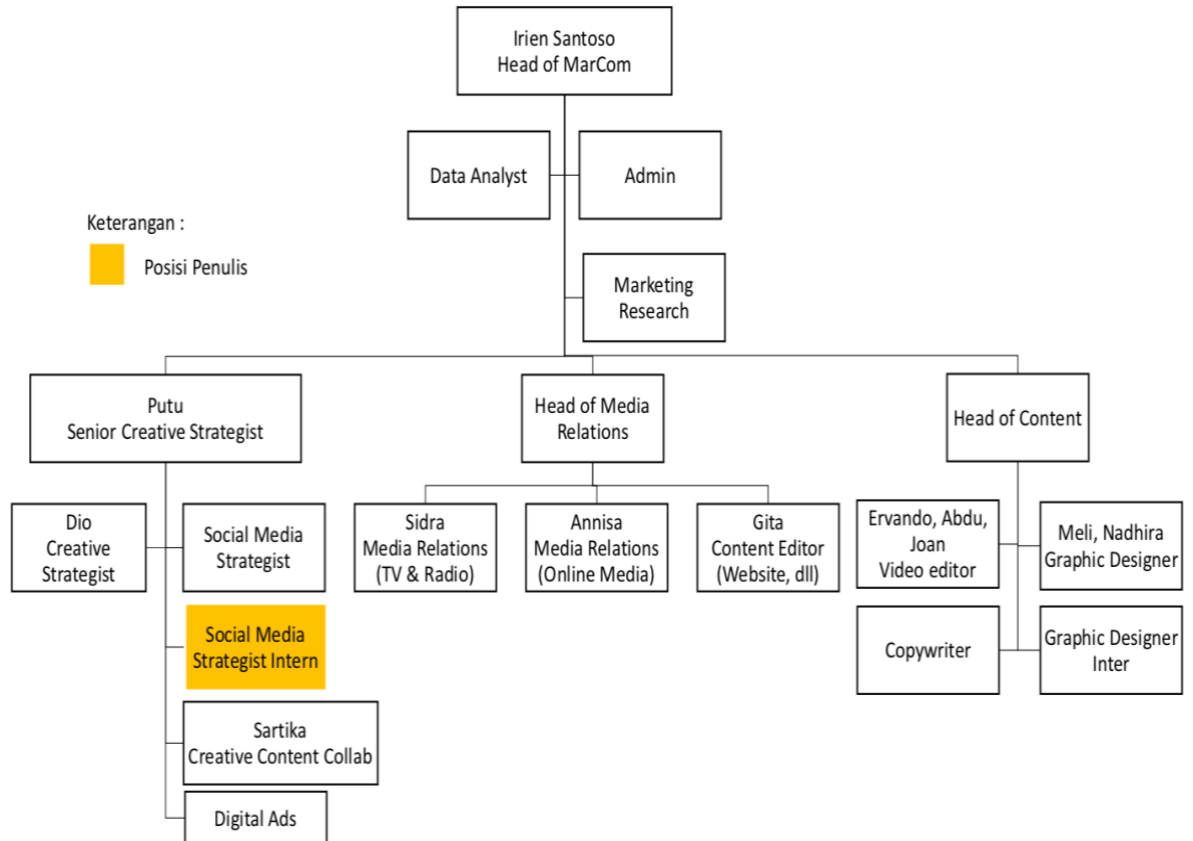 Irien Santoso
Head of MarCom
Data Analyst
Admin
Keterangan :
Posisi Penulis
Marketing
Research
Putu
Senior Creative Strategist
Head of Media
Relations
Head of Content
Dio
Creative
Strategist
Social Media
Strategist
Sidra
Media Relations
(TV & Radio)
Annisa
Media Relations
(Online Media)
Gita
Content Editor
(Website, dll)
Ervando, Abdu,
Joan
Video editor
Meli, Nadhira
Graphic Designer
Social Media
Strategist Intern
Copywriter
Graphic Designer
Inter
Sartika
Creative Content Collab
Digital Ads